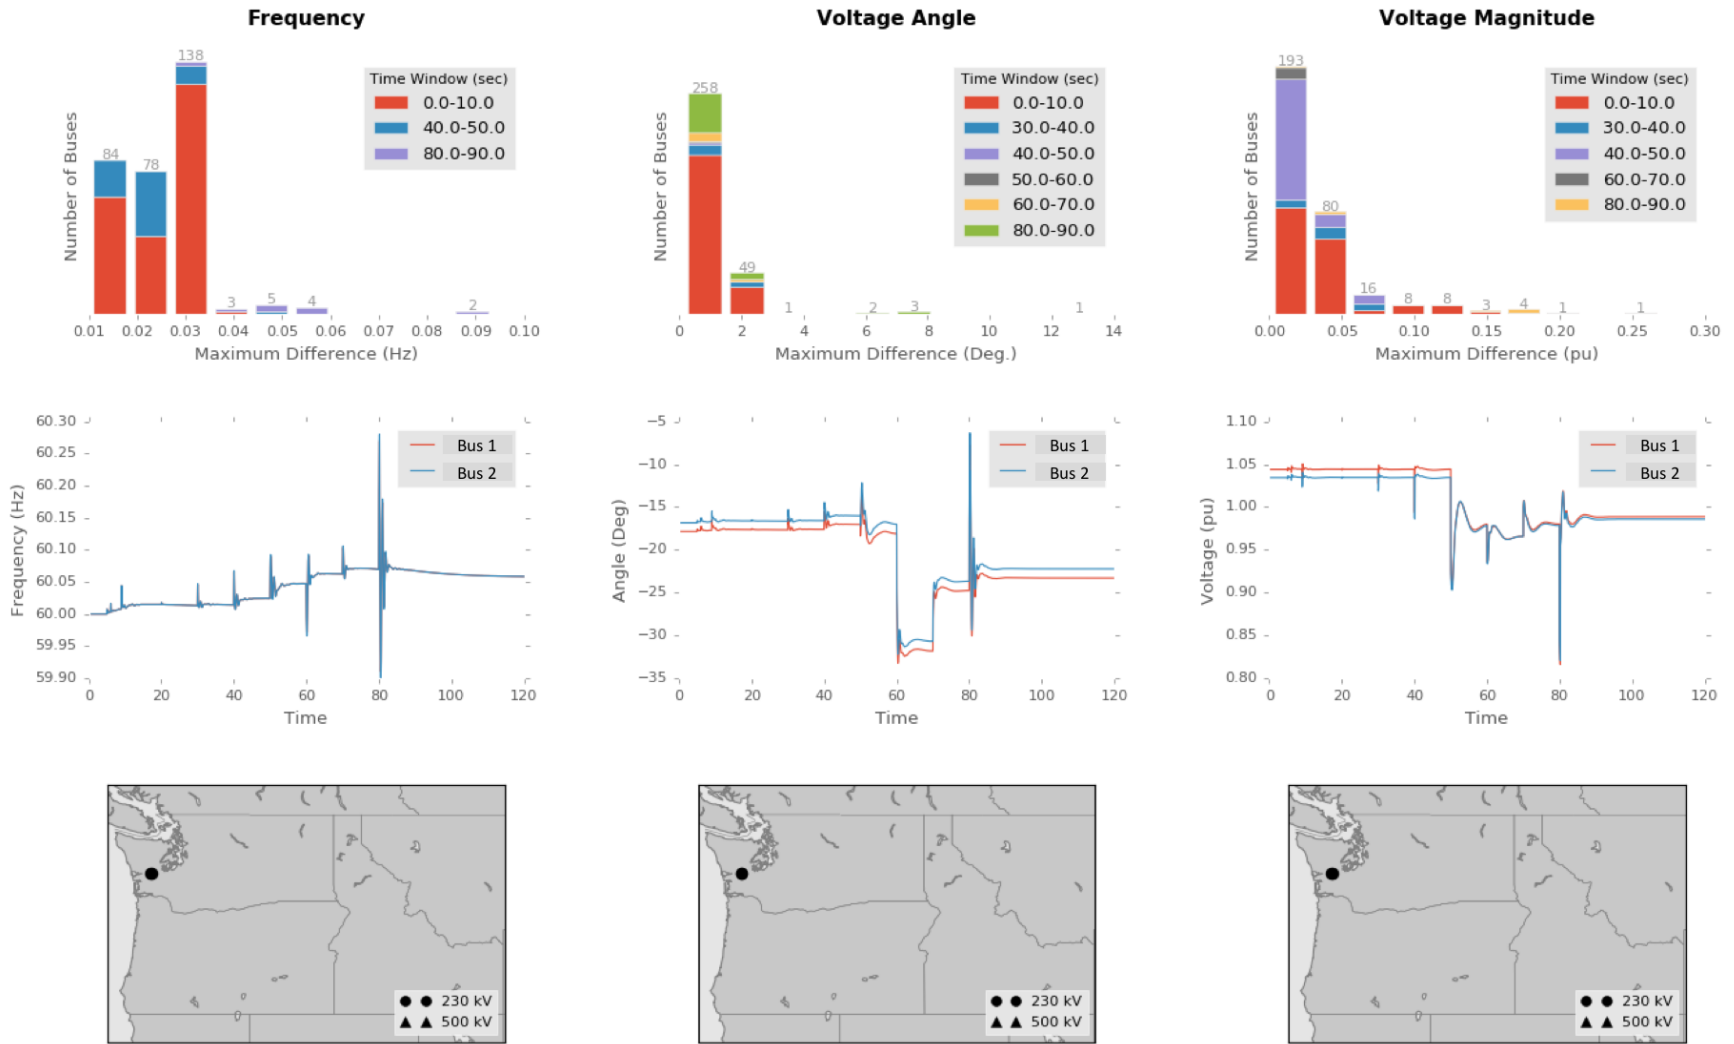 Frequency
Voltage Angle
Voltage Magnitude
Number of Buses
84
78
138
3
5
4
2
Time Window (sec)
0.0-10.0
40.0-50.0
80.0-90.0
0.01 0.02 0.03 0.04 0.05 0.06 0.07 0.08 0.09 0.10
Maximum Difference (Hz)
Number of Buses
258
49
1
2
3
1
Time Window (sec)
0.0-10.0
30.0-40.0
40.0-50.0
50.0-60.0
60.0-70.0
80.0-90.0
0 2 4 6 8 10 12 14
Maximum Difference (Deg.)
Number of Buses
193
80
16
8
8
3
4
1
1
Time Window (sec)
0.0-10.0
30.0-40.0
40.0-50.0
60.0-70.0
80.0-90.0
0.00 0.05 0.10 0.15 0.20 0.25 0.30
Maximum Difference (pu)
Frequency (Hz)
60.30
60.25
60.20
60.15
60.10
60.05
60.00
59.95
59.90
Bus 1
Bus 2
0 20 40 60 80 100 120
Time
Angle (Deg)
−5
−10
−15
−20
−25
−30
−35
Bus 1
Bus 2
0 20 40 60 80 100 120
Time
Voltage (pu)
1.10
1.05
1.00
0.95
0.90
0.85
0.80
Bus 1
Bus 2
0 20 40 60 80 100 120
Time
230 kV
500 kV
230 kV
500 kV
230 kV
500 kV